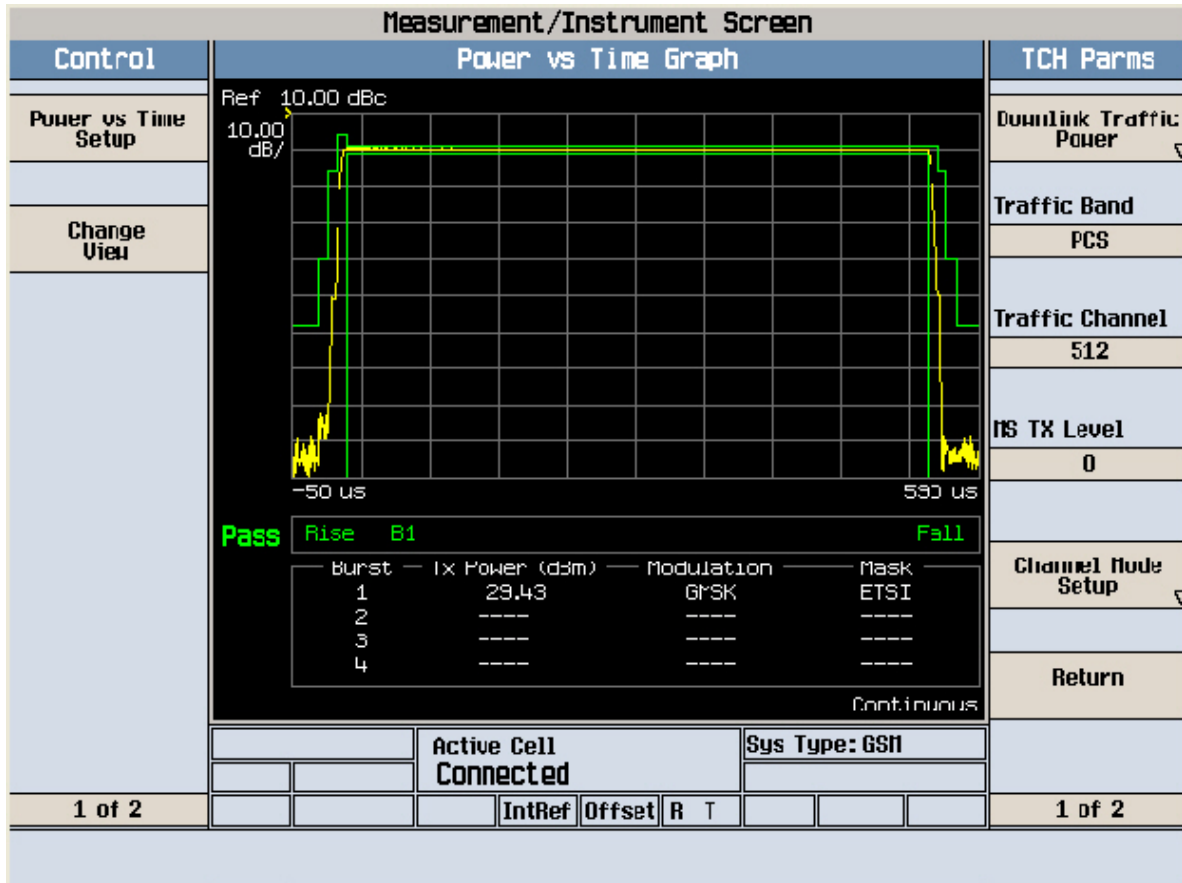 Measurement/Instrument Screen
Control
Power vs Time Graph
TCH Parms
Power vs Time
Setup
Change
View
1 of 2
Ref 10.00 dBc
10.00
dB/
-50 us
590 us
Pass
Rise B1 Fall
Burst Tx Power (dBm) Modulation Mask
1 29.43 GMSK ETSI
2 ---- ---- ----
3 ---- ---- ----
4 ---- ---- ----
Continuous
Active Cell
Connected
Sys Type: GSM
IntRef Offset R T
Downlink Traffic
Power
Traffic Band
PCS
Traffic Channel
512
MS TX Level
0
Channel Mode
Setup
Return
1 of 2